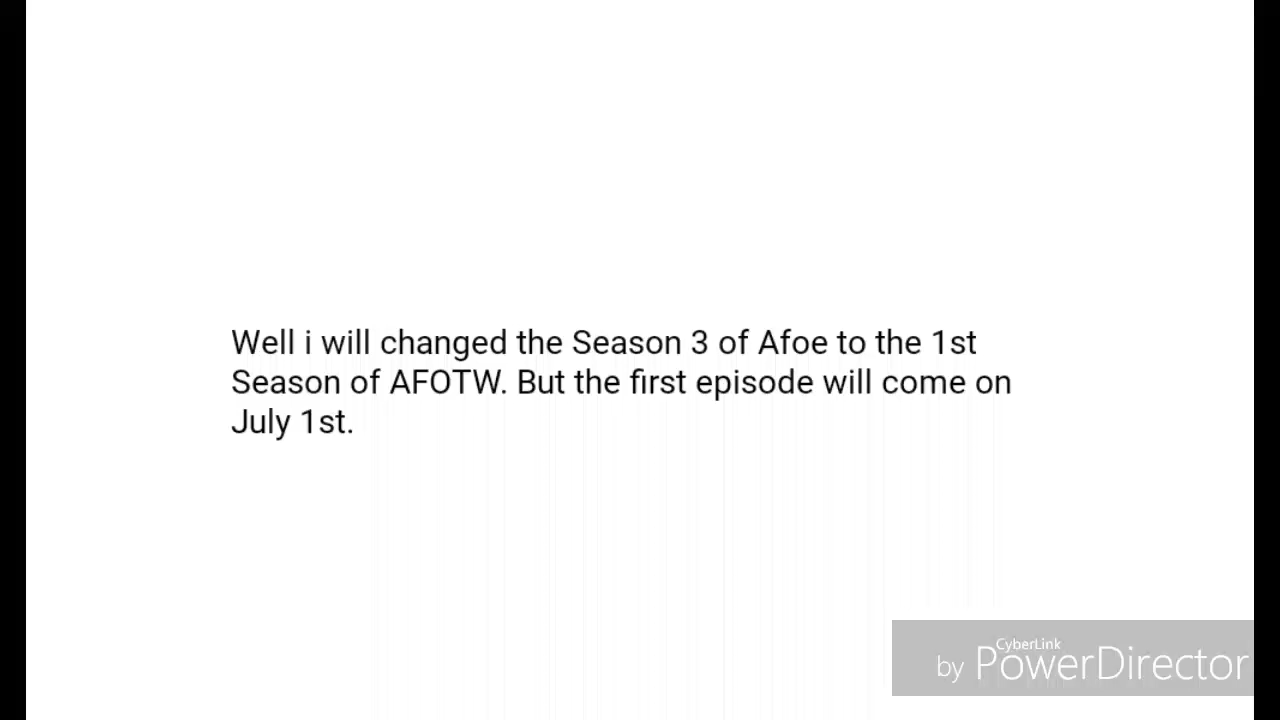 Well i will changed the Season 3 of Afoe to the 1st
Season of AFOTW. But the first episode will come on
July 1st.
CyberLink
by PowerDirector